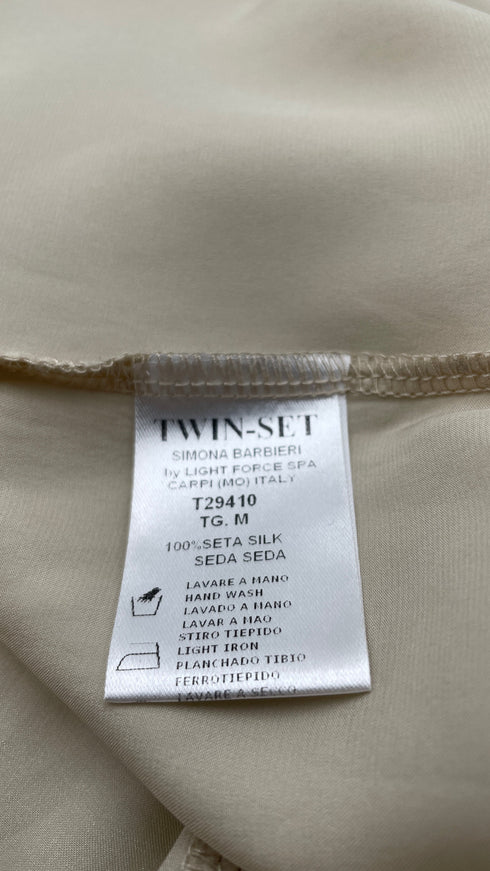 TWIN-SET
SIMONA BARBIERI
by LIGHT FORCE SPA
CARPI (MO) ITALY
T29410
TG. M
100%SETA SILK
SEDA SEDA
LAVARE A MANO
HAND WASH
LAVADO A MANO
LAVAR A MAO
STIRO TIEPIDO
LIGHT IRON
PLANCHADO TIBIO
FERROTIEPIDO
LAVARE A SECCO